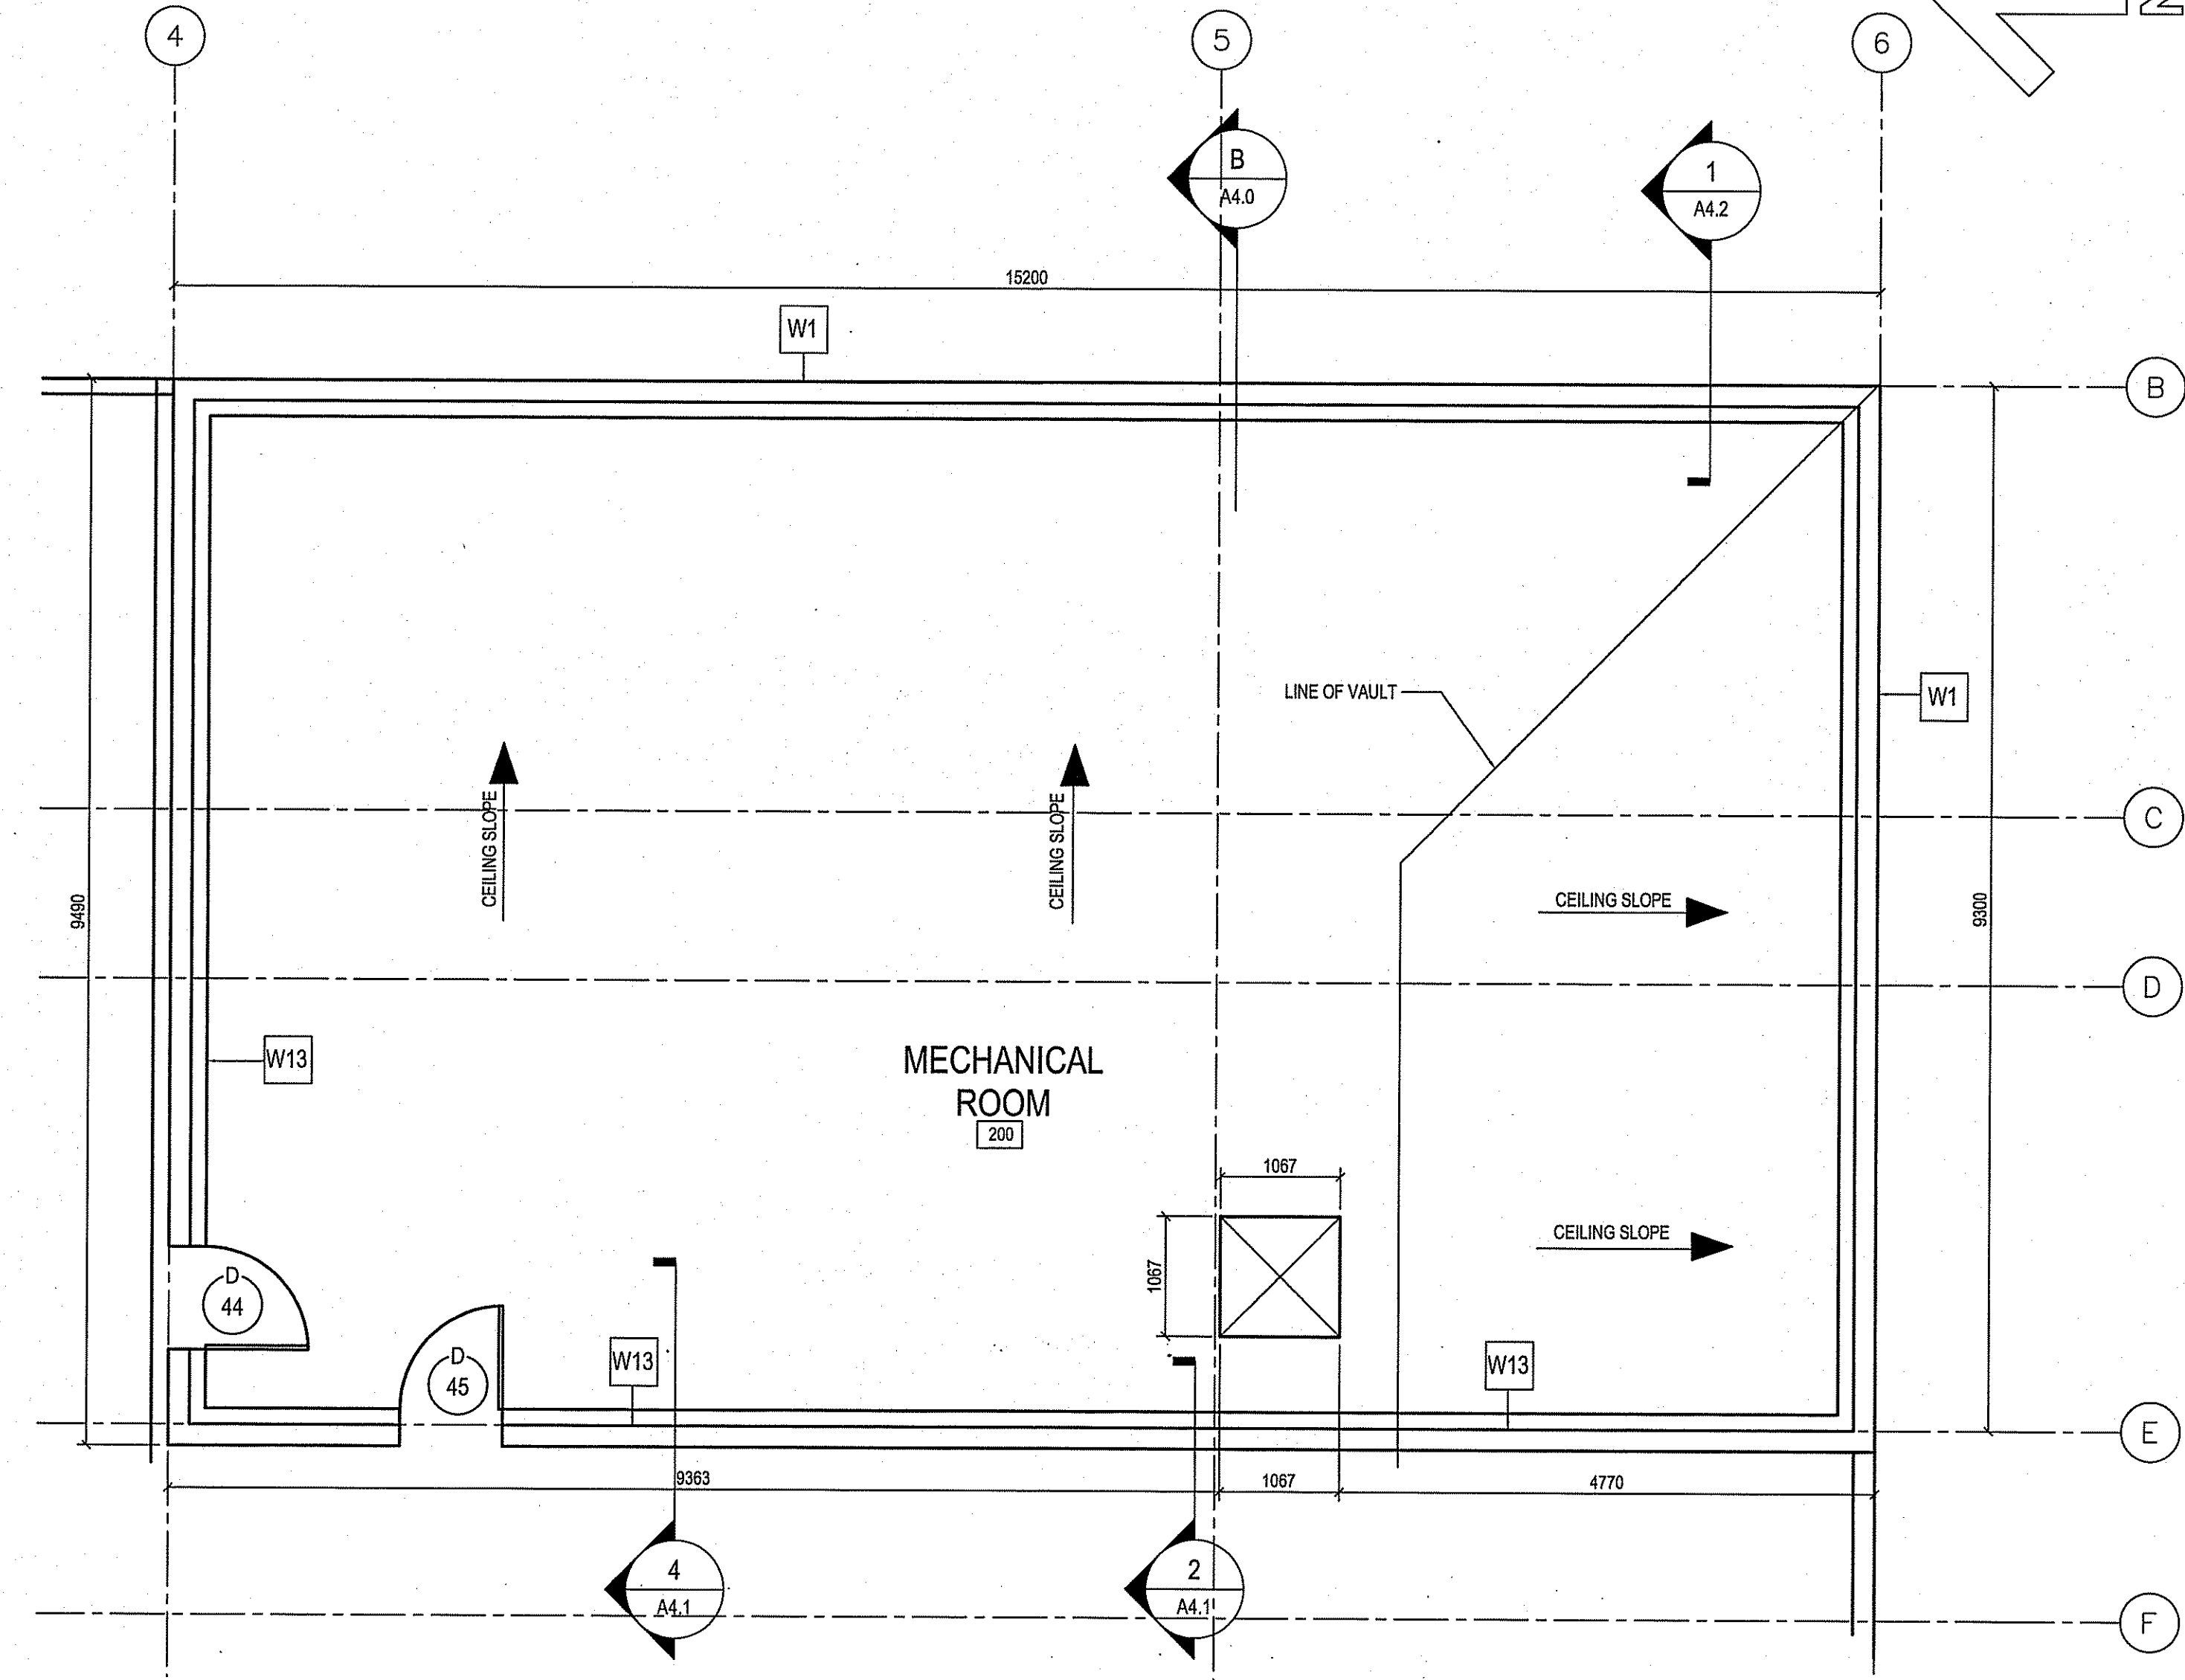 4
5
6
N
B
A4.0
1
A4.2
15200
W1
B
LINE OF VAULT
W1
CEILING SLOPE
CEILING SLOPE
C
9490
CEILING SLOPE
9300
D
W13
MECHANICAL
ROOM
200
1067
1067
CEILING SLOPE
D
44
D
45
W13
W13
E
9363
1067
4770
4
A4.1
2
A4.1
F